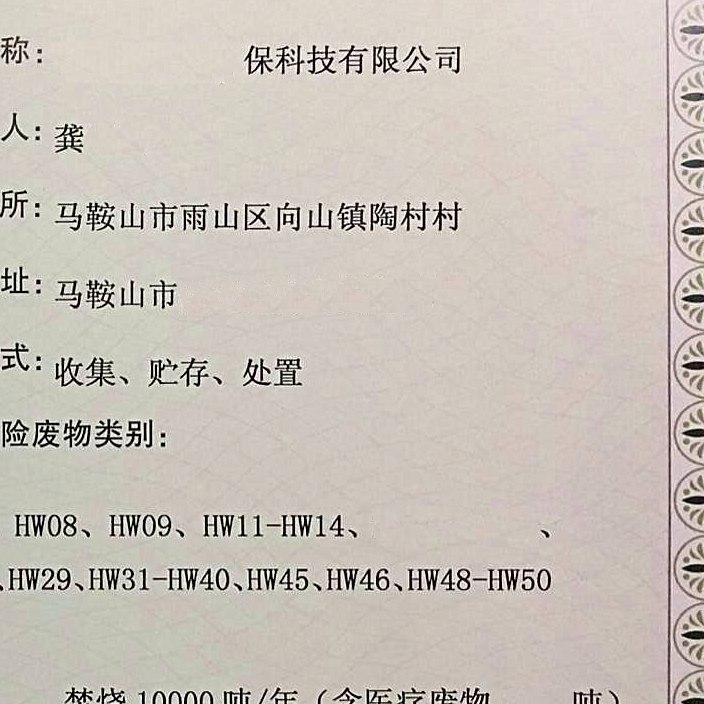 称： 保科技有限公司
人：龚
所：马鞍山市雨山区向山镇陶村村
址：马鞍山市
式：收集、贮存、处置
险废物类别：
HW08、HW09、HW11-HW14、 、
、HW29、HW31-HW40、HW45、HW46、HW48-HW50
焚烧 10000 吨/年（含医疗废物 吨）